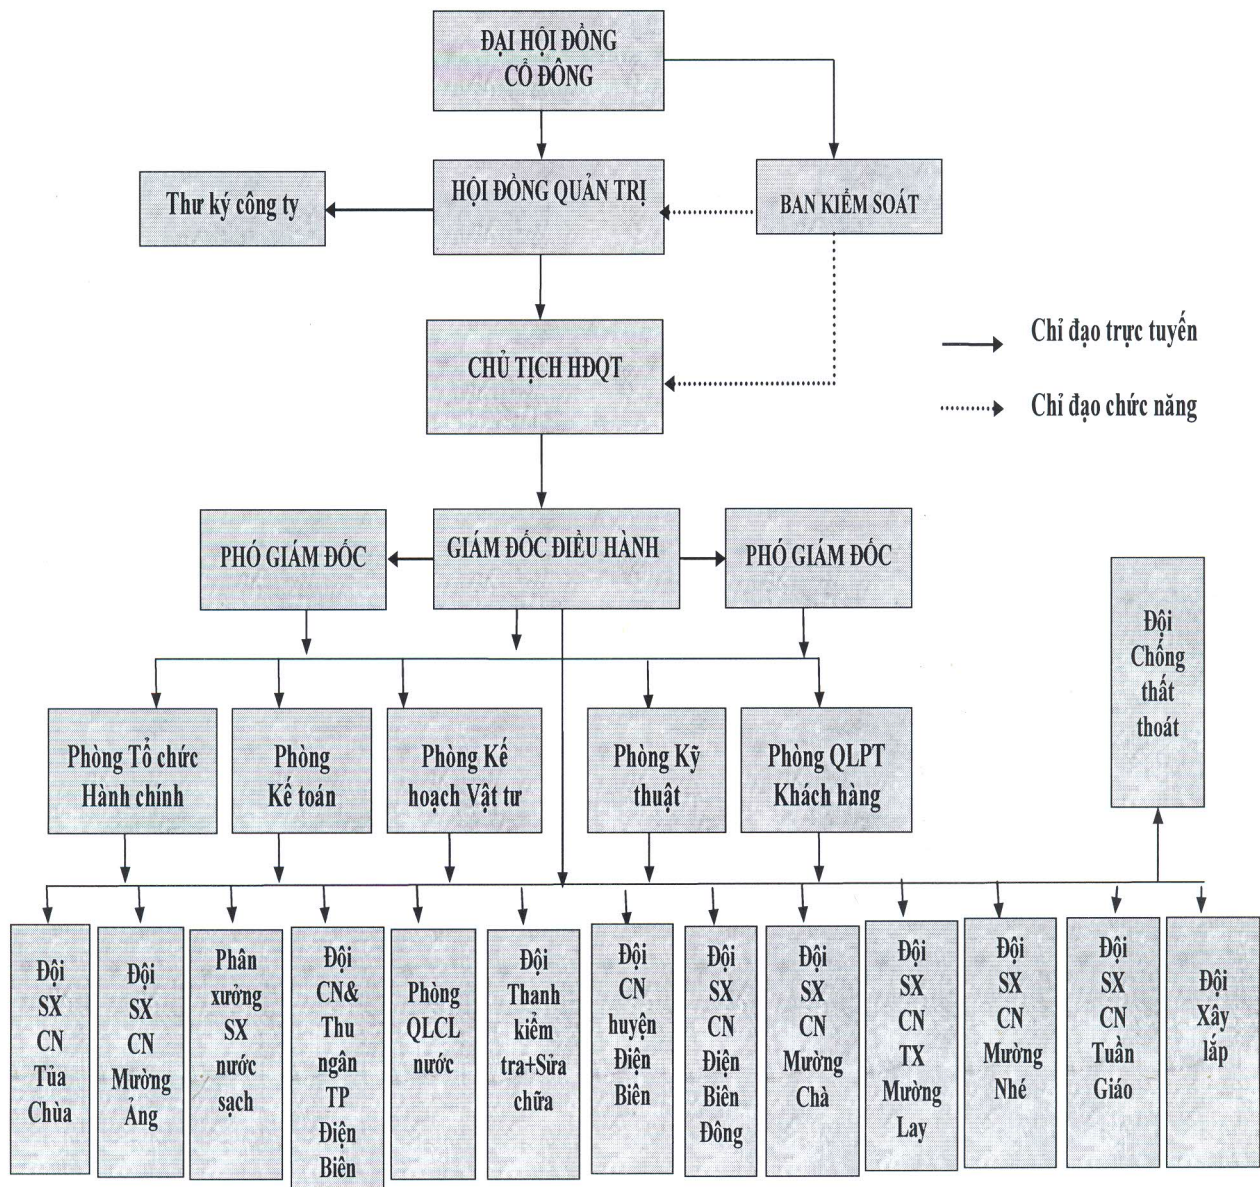 ĐẠI HỘI ĐỒNG
CỔ ĐÔNG
HỘI ĐỒNG QUẢN TRỊ
Thư ký công ty
BAN KIỂM SOÁT
CHỦ TỊCH HĐQT
Chỉ đạo trực tuyến
Chỉ đạo chức năng
PHÓ GIÁM ĐỐC
GIÁM ĐỐC ĐIỀU HÀNH
PHÓ GIÁM ĐỐC
Đội
Chống
thất
thoát
Phòng Tổ chức
Hành chính
Phòng
Kế toán
Phòng Kế
hoạch Vật tư
Phòng Kỹ
thuật
Phòng QLPT
Khách hàng
Đội
SX
CN
Tủa
Chùa
Đội
SX
CN
Mường
Ảng
Phân
xưởng
SX
nước
sạch
Đội
CN&
Thu
ngân
TP
Điện
Biên
Phòng
QLCL
nước
Đội
Thanh
kiểm
tra+Sửa
chữa
Đội
CN
huyện
Điện
Biên
Đội
SX
CN
Điện
Biên
Đông
Đội
SX
CN
Mường
Chà
Đội
SX
CN
TX
Mường
Lay
Đội
SX
CN
Mường
Nhé
Đội
SX
CN
Tuần
Giáo
Đội
Xây
lắp